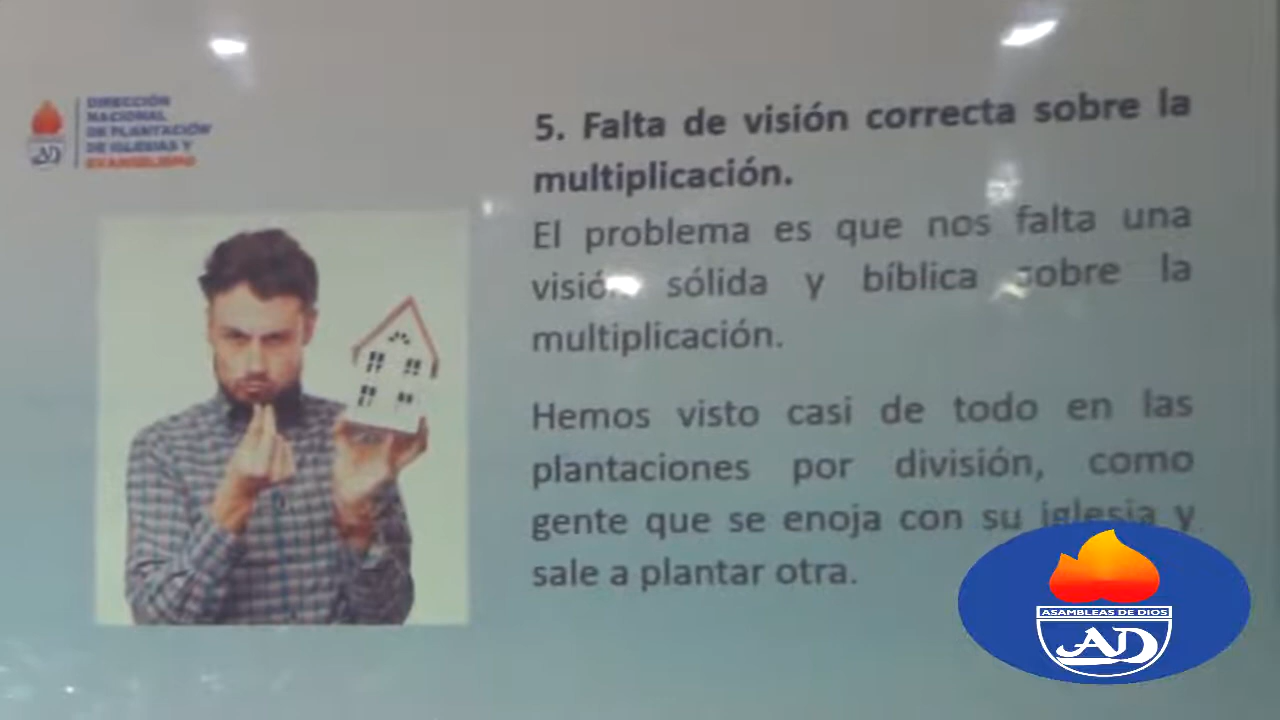 DIRECCIÓN
NACIONAL
DE PLANTACIÓN
DE IGLESIAS Y
EVANGELISMO
AD
5. Falta de visión correcta sobre la
multiplicación.
El problema es que nos falta una
visión sólida y bíblica sobre la
multiplicación.
Hemos visto casi de todo en las
plantaciones por división, como
gente que se enoja con su iglesia y
sale a plantar otra.
ASAMBLEAS DE DIOS
AD